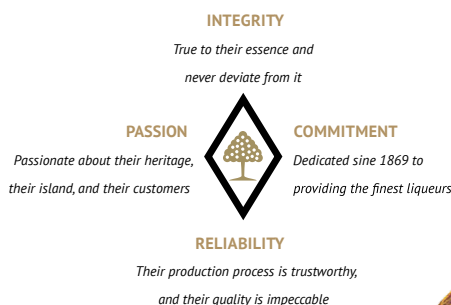 INTEGRITY
True to their essence and
never deviate from it
PASSION
Passionate about their heritage,
their island, and their customers
COMMITMENT
Dedicated sine 1869 to
providing the finest liqueurs
RELIABILITY
Their production process is trustworthy,
and their quality is impeccable